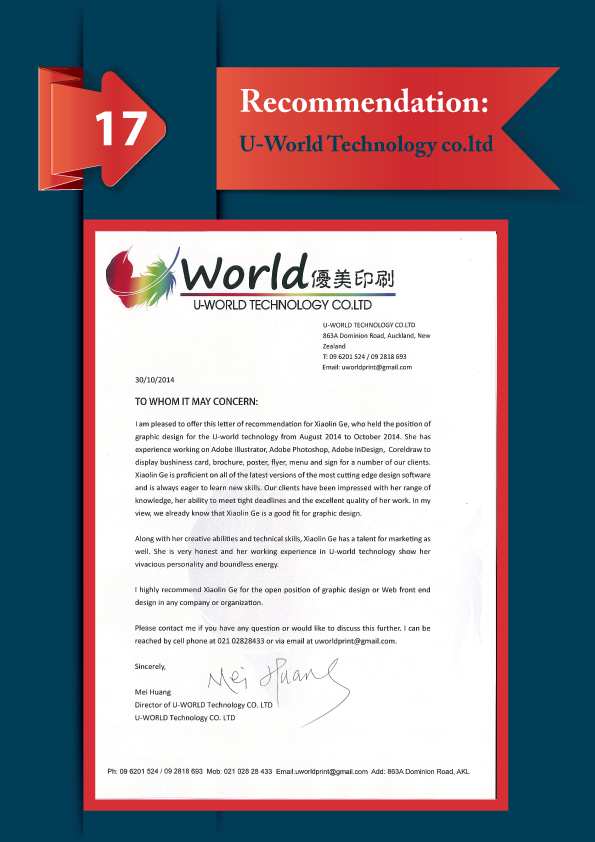 17
Recommendation:
U-World Technology co.ltd
World優美印刷
U-WORLD TECHNOLOGY CO.LTD
U-WORLD TECHNOLOGY CO.LTD
863A Dominion Road, Auckland, New
Zealand
T: 09 6201 524 / 09 2818 693
Email: uworldprint@gmail.com
30/10/2014
TO WHOM IT MAY CONCERN:
I am pleased to offer this letter of recommendation for Xiaolin Ge, who held the position of
graphic design for the U-world technology from August 2014 to October 2014. She has
experience working on Adobe Illustrator, Adobe Photoshop, Adobe InDesign, Coreldraw to
display bushiness card, brochure, poster, flyer, menu and sign for a number of our clients.
Xiaolin Ge is proficient on all of the latest versions of the most cutting edge design software
and is always eager to learn new skills. Our clients have been impressed with her range of
knowledge, her ability to meet tight deadlines and the excellent quality of her work. In my
view, we already know that Xiaolin Ge is a good fit for graphic design.
Along with her creative abilities and technical skills, Xiaolin Ge has a talent for marketing as
well. She is very honest and her working experience in U-world technology show her
vivacious personality and boundless energy.
I highly recommend Xiaolin Ge for the open position of graphic design or Web front end
design in any company or organization.
Please contact me if you have any question or would like to discuss this further. I can be
reached by cell phone at 021 02828433 or via email at uworldprint@gmail.com.
Sincerely,
Mei Huang
Mei Huang
Director of U-WORLD Technology CO. LTD
U-WORLD Technology CO. LTD
Ph: 09 6201 524 / 09 2818 693 Mob: 021 028 28 433 Email:uworldprint@gmail.com Add: 863A Dominion Road, AKL